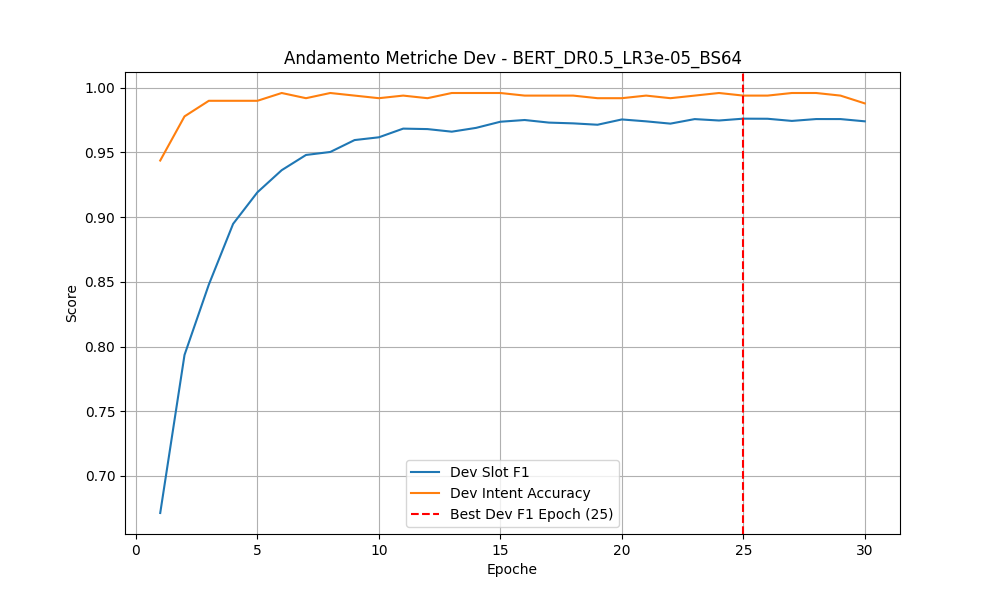 Andamento Metriche Dev - BERT_DR0.5_LR3e-05_BS64
1.00
0.95
0.90
0.85
0.80
0.75
0.70
Score
Dev Slot F1
Dev Intent Accuracy
Best Dev F1 Epoch (25)
0 5 10 15 20 25 30
Epoche